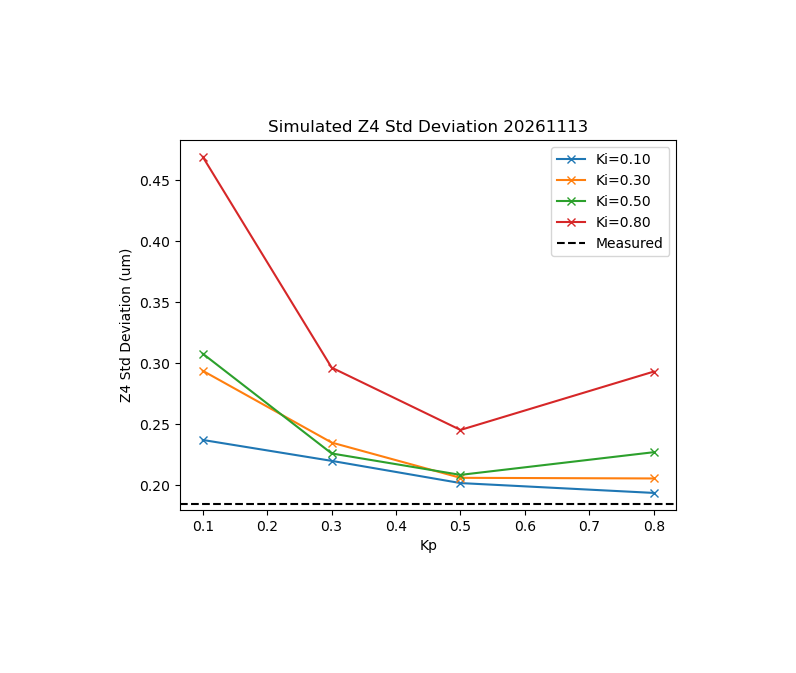 Simulated Z4 Std Deviation 20261113
Ki=0.10
Ki=0.30
Ki=0.50
Ki=0.80
Measured
Z4 Std Deviation (um)
0.45
0.40
0.35
0.30
0.25
0.20
0.1 0.2 0.3 0.4 0.5 0.6 0.7 0.8
Kp